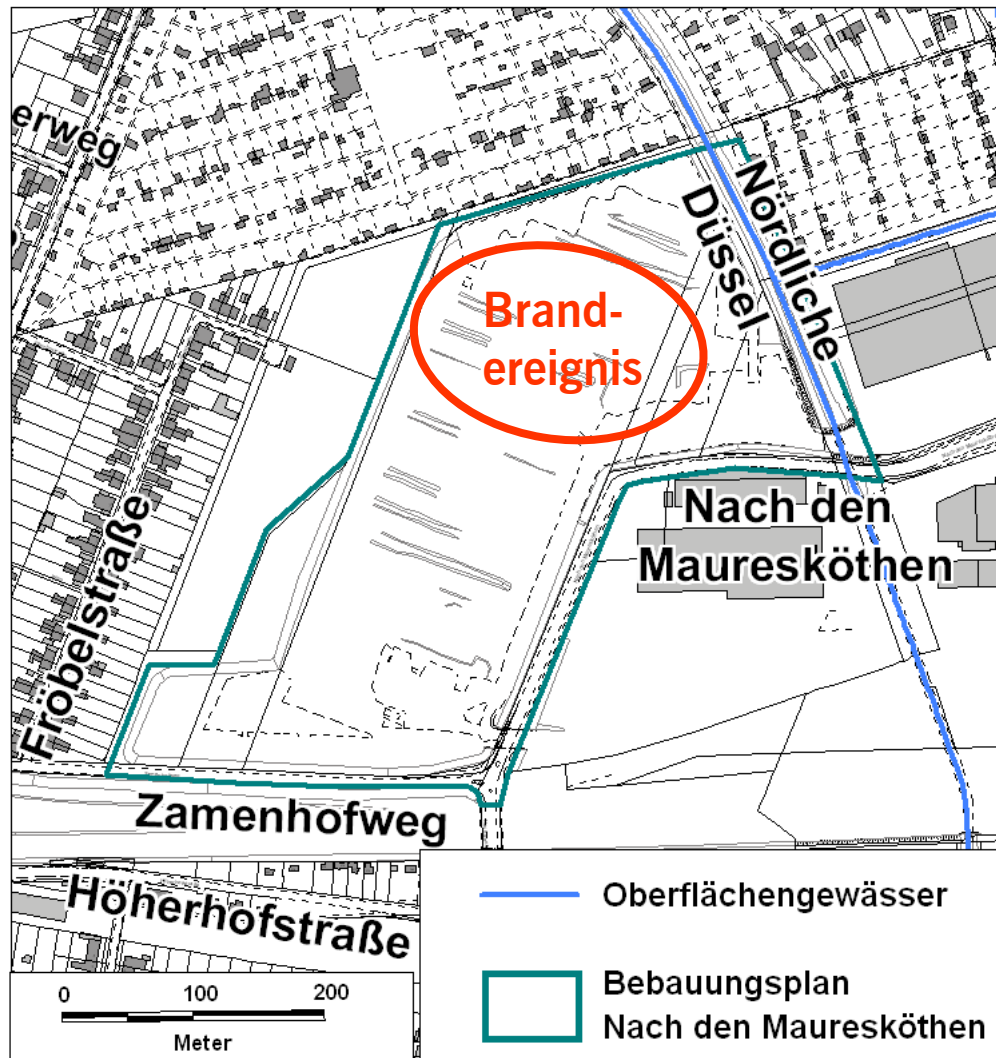 erweg
Nördliche
Düssel
Brand-
ereignis
Nach den
Mauresköthen
Fröbelstraße
Zamenhofweg
Höherhofstraße
Oberflächengewässer
Bebauungsplan
Nach den Mauresköthen
0 100 200
Meter